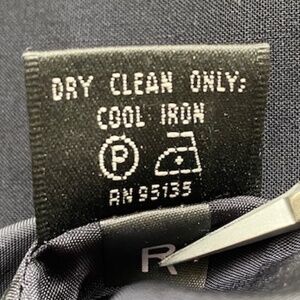 DRY CLEAN ONLY;
COOL IRON
P
RN 95135
R